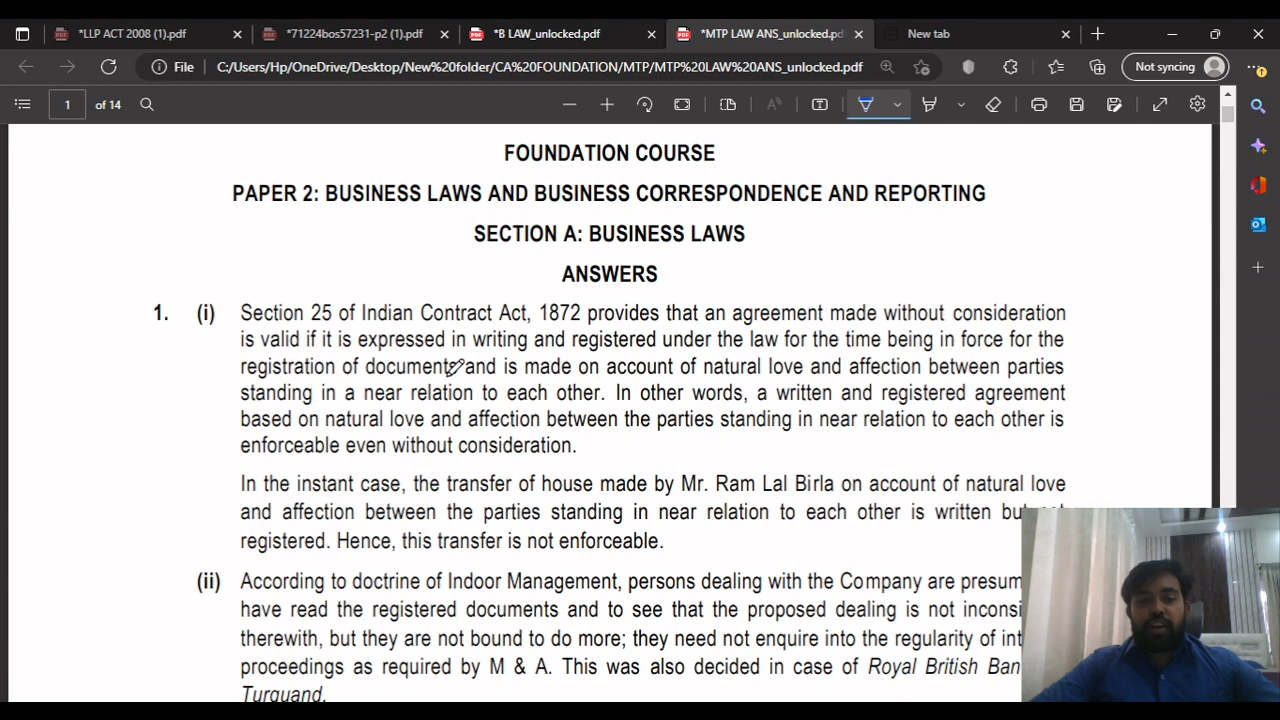 *LLP ACT 2008 (1).pdf
*71224bos57231-p2 (1).pdf
*B LAW_unlocked.pdf
*MTP LAW ANS_unlocked.pdf
New tab
File
C:/Users/Hp/OneDrive/Desktop/New%20folder/CA%20FOUNDATION/MTP/MTP%20LAW%20ANS_unlocked.pdf
Not syncing
1 of 14
FOUNDATION COURSE
PAPER 2: BUSINESS LAWS AND BUSINESS CORRESPONDENCE AND REPORTING
SECTION A: BUSINESS LAWS
ANSWERS
1. (i) Section 25 of Indian Contract Act, 1872 provides that an agreement made without consideration
is valid if it is expressed in writing and registered under the law for the time being in force for the
registration of documents and is made on account of natural love and affection between parties
standing in a near relation to each other. In other words, a written and registered agreement
based on natural love and affection between the parties standing in near relation to each other is
enforceable even without consideration.
In the instant case, the transfer of house made by Mr. Ram Lal Birla on account of natural love
and affection between the parties standing in near relation to each other is written but not
registered. Hence, this transfer is not enforceable.
(ii) According to doctrine of Indoor Management, persons dealing with the Company are presum
have read the registered documents and to see that the proposed dealing is not inconsi
therewith, but they are not bound to do more; they need not enquire into the regularity of int
proceedings as required by M & A. This was also decided in case of Royal British Ban
Turquand.